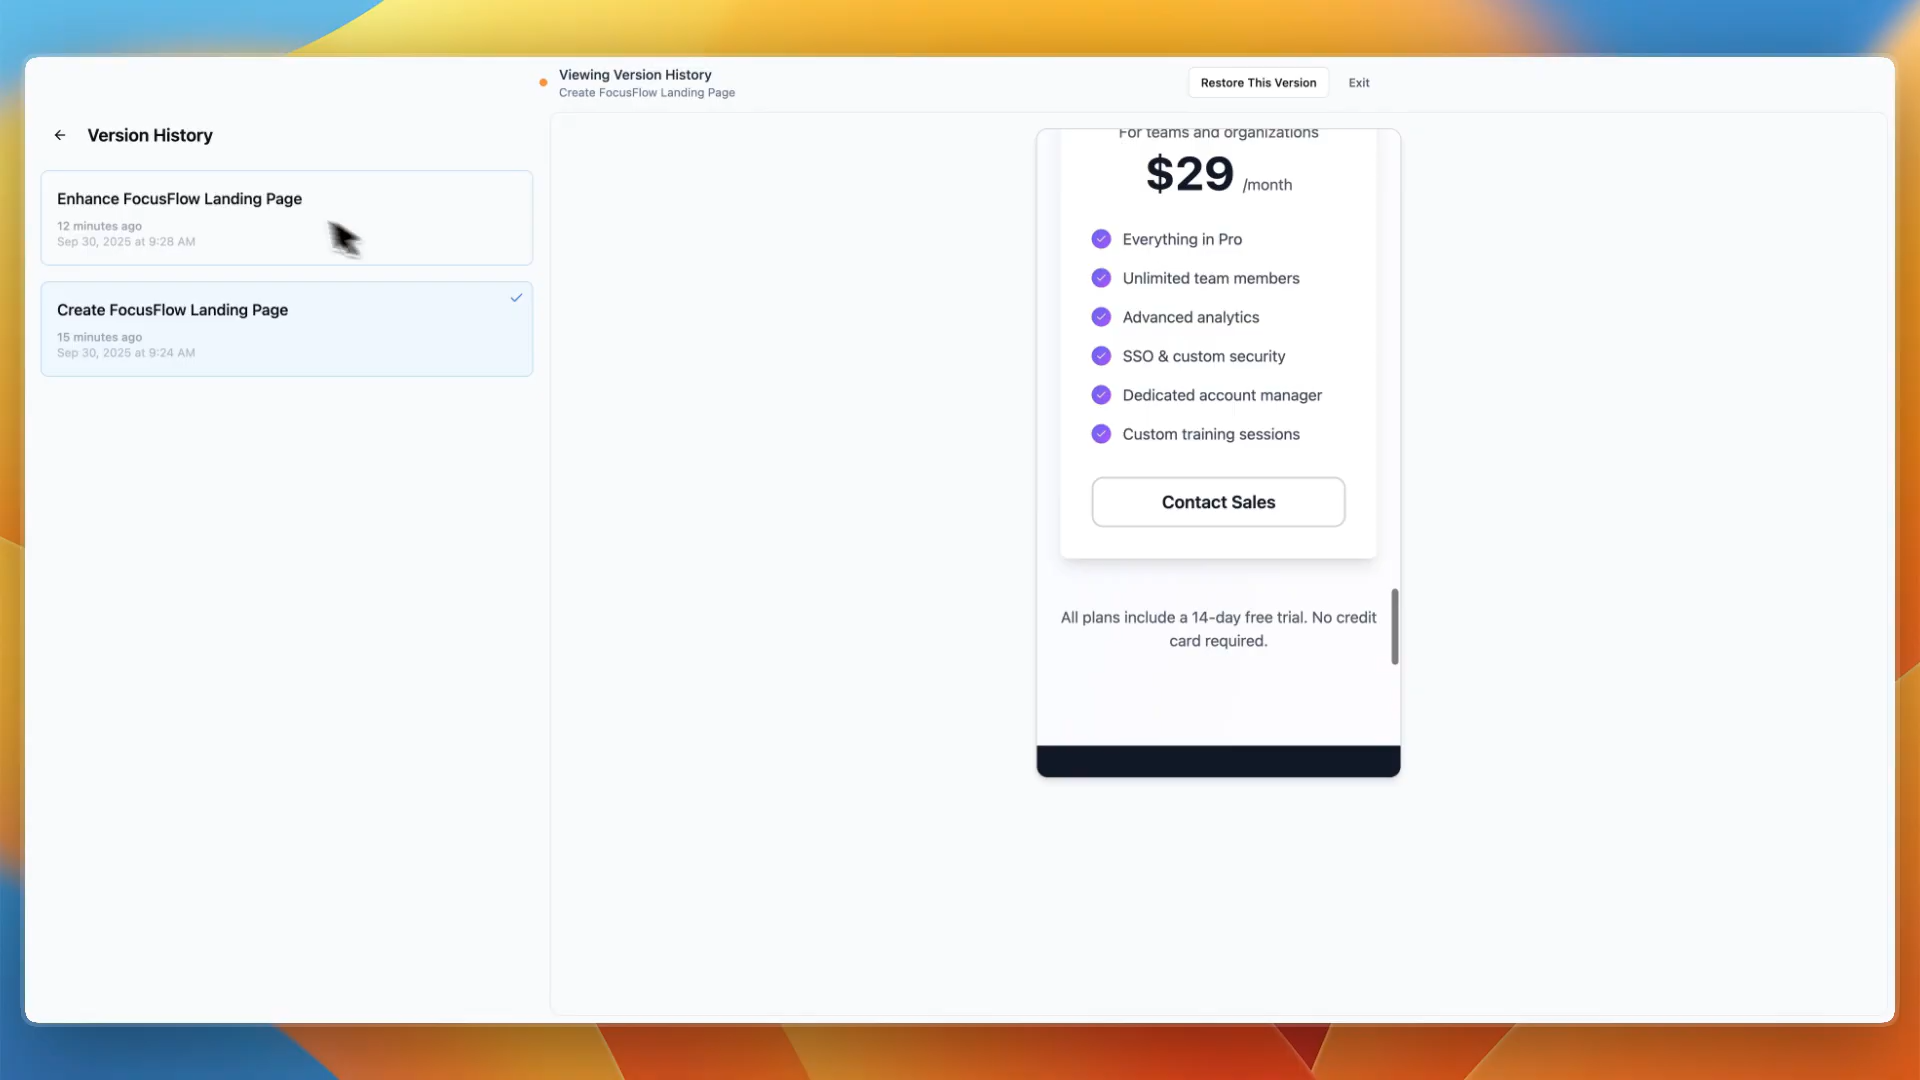 Viewing Version History
Create FocusFlow Landing Page
Restore This Version
Exit
Version History
Enhance FocusFlow Landing Page
12 minutes ago
Sep 30, 2025 at 9:28 AM
Create FocusFlow Landing Page
15 minutes ago
Sep 30, 2025 at 9:24 AM
For teams and organizations
$29 /month
Everything in Pro
Unlimited team members
Advanced analytics
SSO & custom security
Dedicated account manager
Custom training sessions
Contact Sales
All plans include a 14-day free trial. No credit
card required.